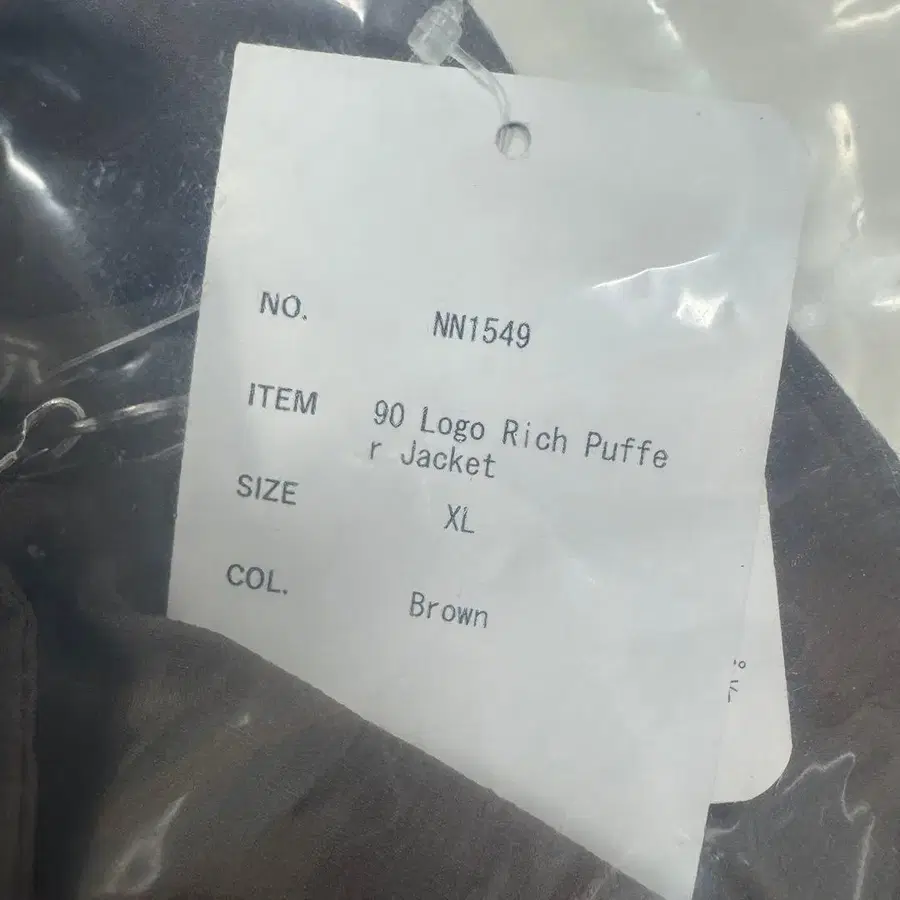 NO. NN1549
ITEM 90 Logo Rich Puffe
r Jacket
SIZE XL
COL. Brown